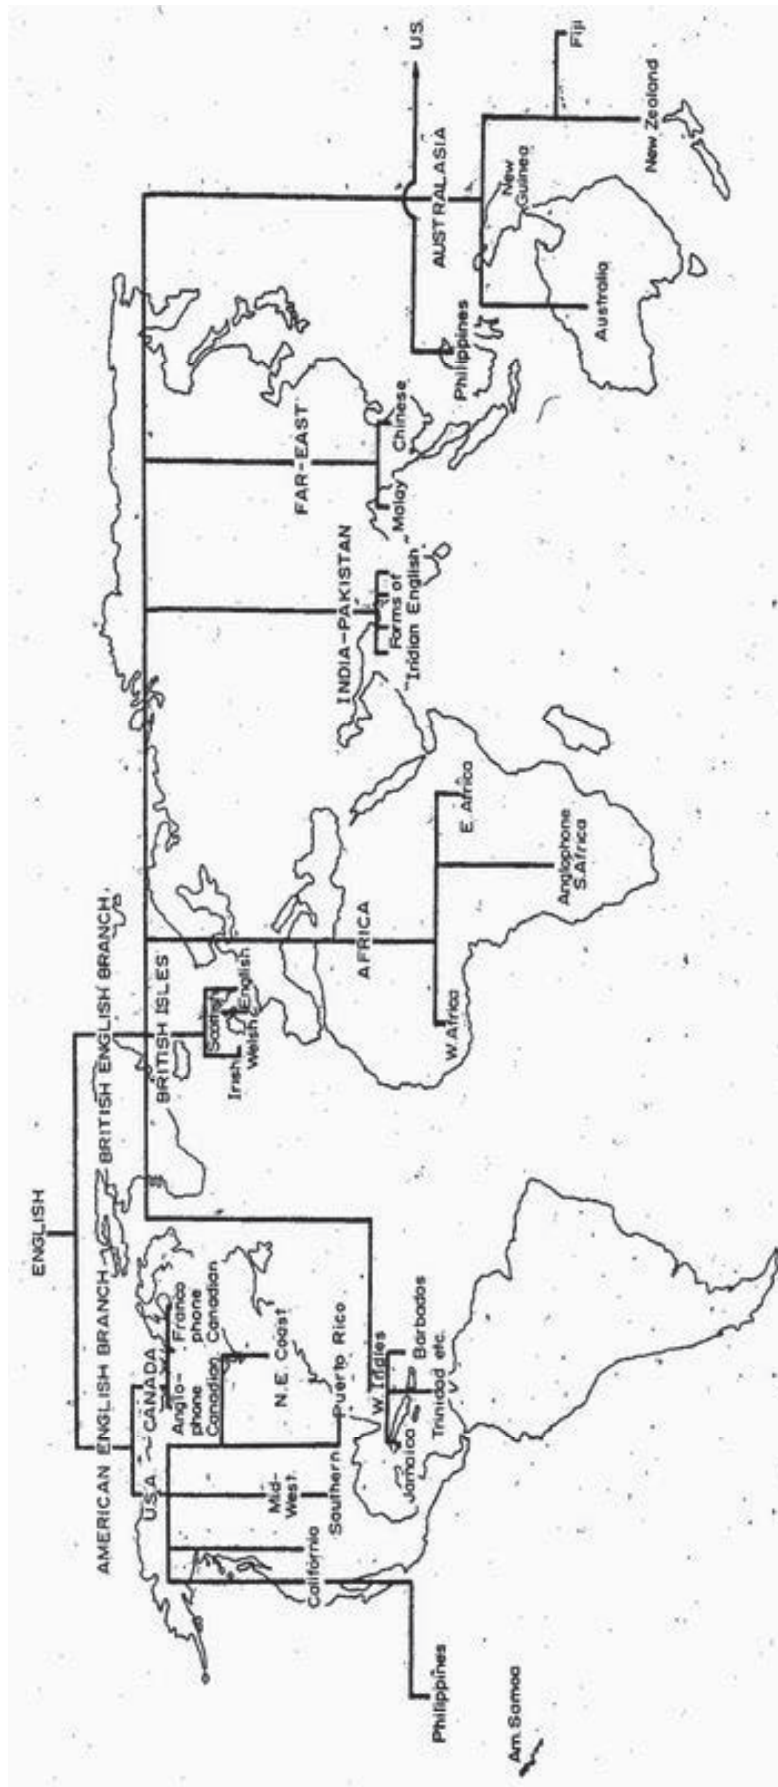 ENGLISH
AMERICAN ENGLISH BRANCH
BRITISH ENGLISH BRANCH
U.S.A.
CANADA
Anglo-
phone
Canadian
Franco
phone
Canadian
California
Mid-
West.
Southern
N.E. Coast
Puerto Rico
Philippines
Am. Samoa
W. Indies
Jamaica
Barbados
Trinidad etc.
BRITISH ISLES
Irish
Scottish
Welsh
English
AFRICA
W. Africa
Anglophone
S. Africa
E. Africa
INDIA-PAKISTAN
Forms of
"Indian English"
FAR-EAST
Malay
Chinese
Philippines
U.S.
AUSTRALASIA
New
Guinea
Australia
New Zealand
Fiji